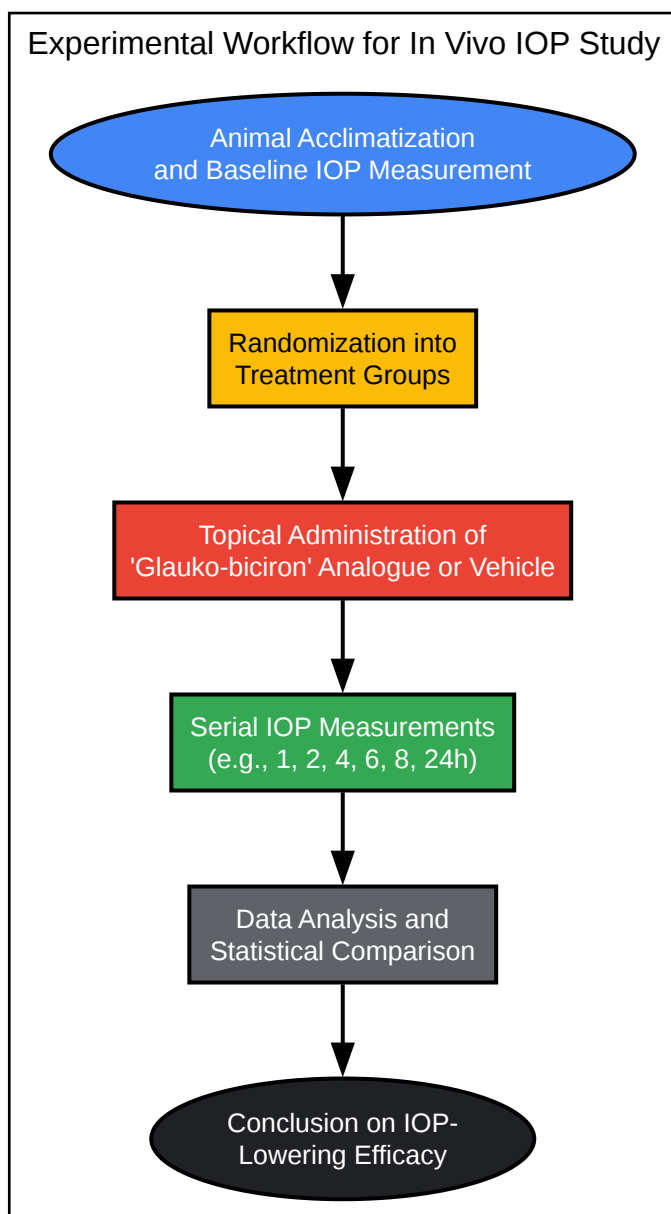 Experimental Workflow for In Vivo IOP Study
Animal Acclimatization
and Baseline IOP Measurement
Randomization into
Treatment Groups
Topical Administration of
'Glauko-biciron' Analogue or Vehicle
Serial IOP Measurements
(e.g., 1, 2, 4, 6, 8, 24h)
Data Analysis and
Statistical Comparison
Conclusion on IOP-
Lowering Efficacy